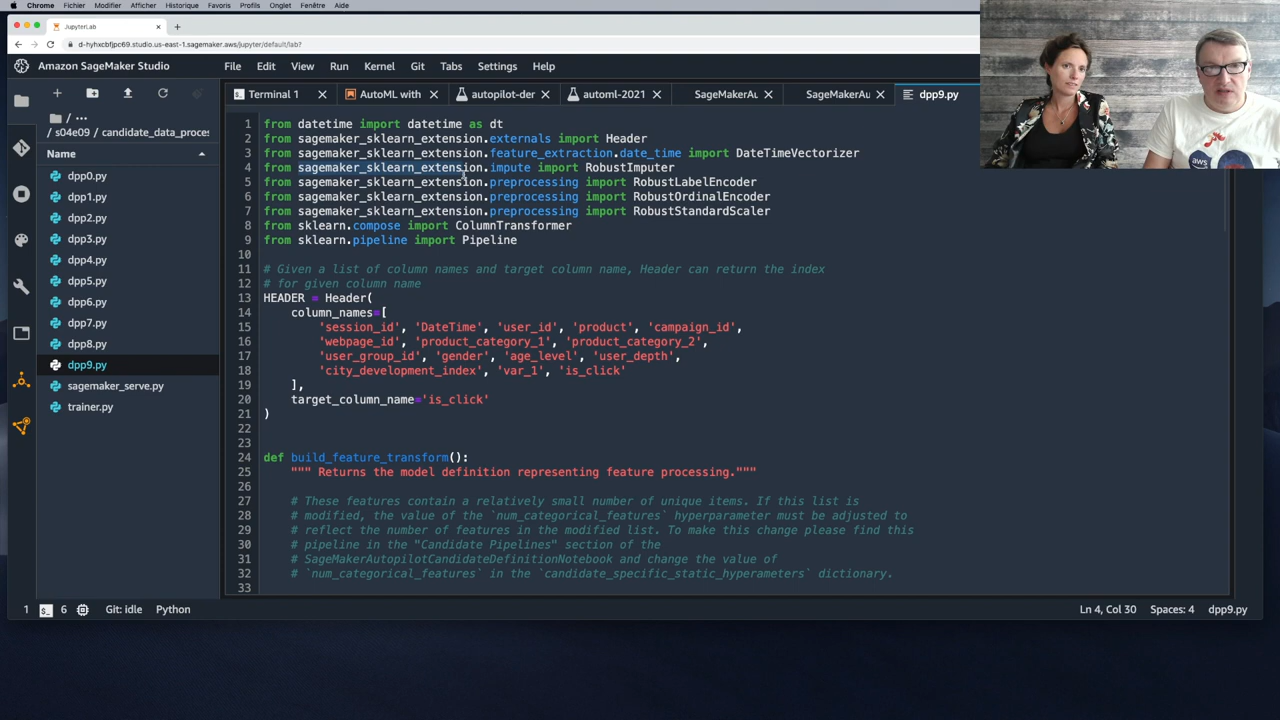 Chrome Fichier Modifier Afficher Historique Favoris Profils Onglet Fenêtre Aide
JupyterLab
d-hyhxcbfjpc69.studio.us-east-1.sagemaker.aws/jupyter/default/lab?
Amazon SageMaker Studio File Edit View Run Kernel Git Tabs Settings Help
Terminal 1 AutoML with autopilot-der automl-2021 SageMakerAu SageMakerAu dpp9.py
/ ...
/ s04e09 / candidate_data_proces
Name
dpp0.py
dpp1.py
dpp2.py
dpp3.py
dpp4.py
dpp5.py
dpp6.py
dpp7.py
dpp8.py
dpp9.py
sagemaker_serve.py
trainer.py
1 from datetime import datetime as dt
2 from sagemaker_sklearn_extension.externals import Header
3 from sagemaker_sklearn_extension.feature_extraction.date_time import DateTimeVectorizer
4 from sagemaker_sklearn_extension.impute import RobustImputer
5 from sagemaker_sklearn_extension.preprocessing import RobustLabelEncoder
6 from sagemaker_sklearn_extension.preprocessing import RobustOrdinalEncoder
7 from sagemaker_sklearn_extension.preprocessing import RobustStandardScaler
8 from sklearn.compose import ColumnTransformer
9 from sklearn.pipeline import Pipeline
10
11 # Given a list of column names and target column name, Header can return the index
12 # for given column name
13 HEADER = Header(
14 column_names=[
15 'session_id', 'DateTime', 'user_id', 'product', 'campaign_id',
16 'webpage_id', 'product_category_1', 'product_category_2',
17 'user_group_id', 'gender', 'age_level', 'user_depth',
18 'city_development_index', 'var_1', 'is_click'
19 ],
20 target_column_name='is_click'
21 )
22
23
24 def build_feature_transform():
25 """ Returns the model definition representing feature processing."""
26
27 # These features contain a relatively small number of unique items. If this list is
28 # modified, the value of the `num_categorical_features` hyperparameter must be adjusted to
29 # reflect the number of features in the modified list. To make this change please find this
30 # pipeline in the "Candidate Pipelines" section of the
31 # SageMakerAutopilotCandidateDefinitionNotebook and change the value of
32 # `num_categorical_features` in the `candidate_specific_static_hyperameters` dictionary.
33
1 6 Git: idle Python Ln 4, Col 30 Spaces: 4 dpp9.py
aws